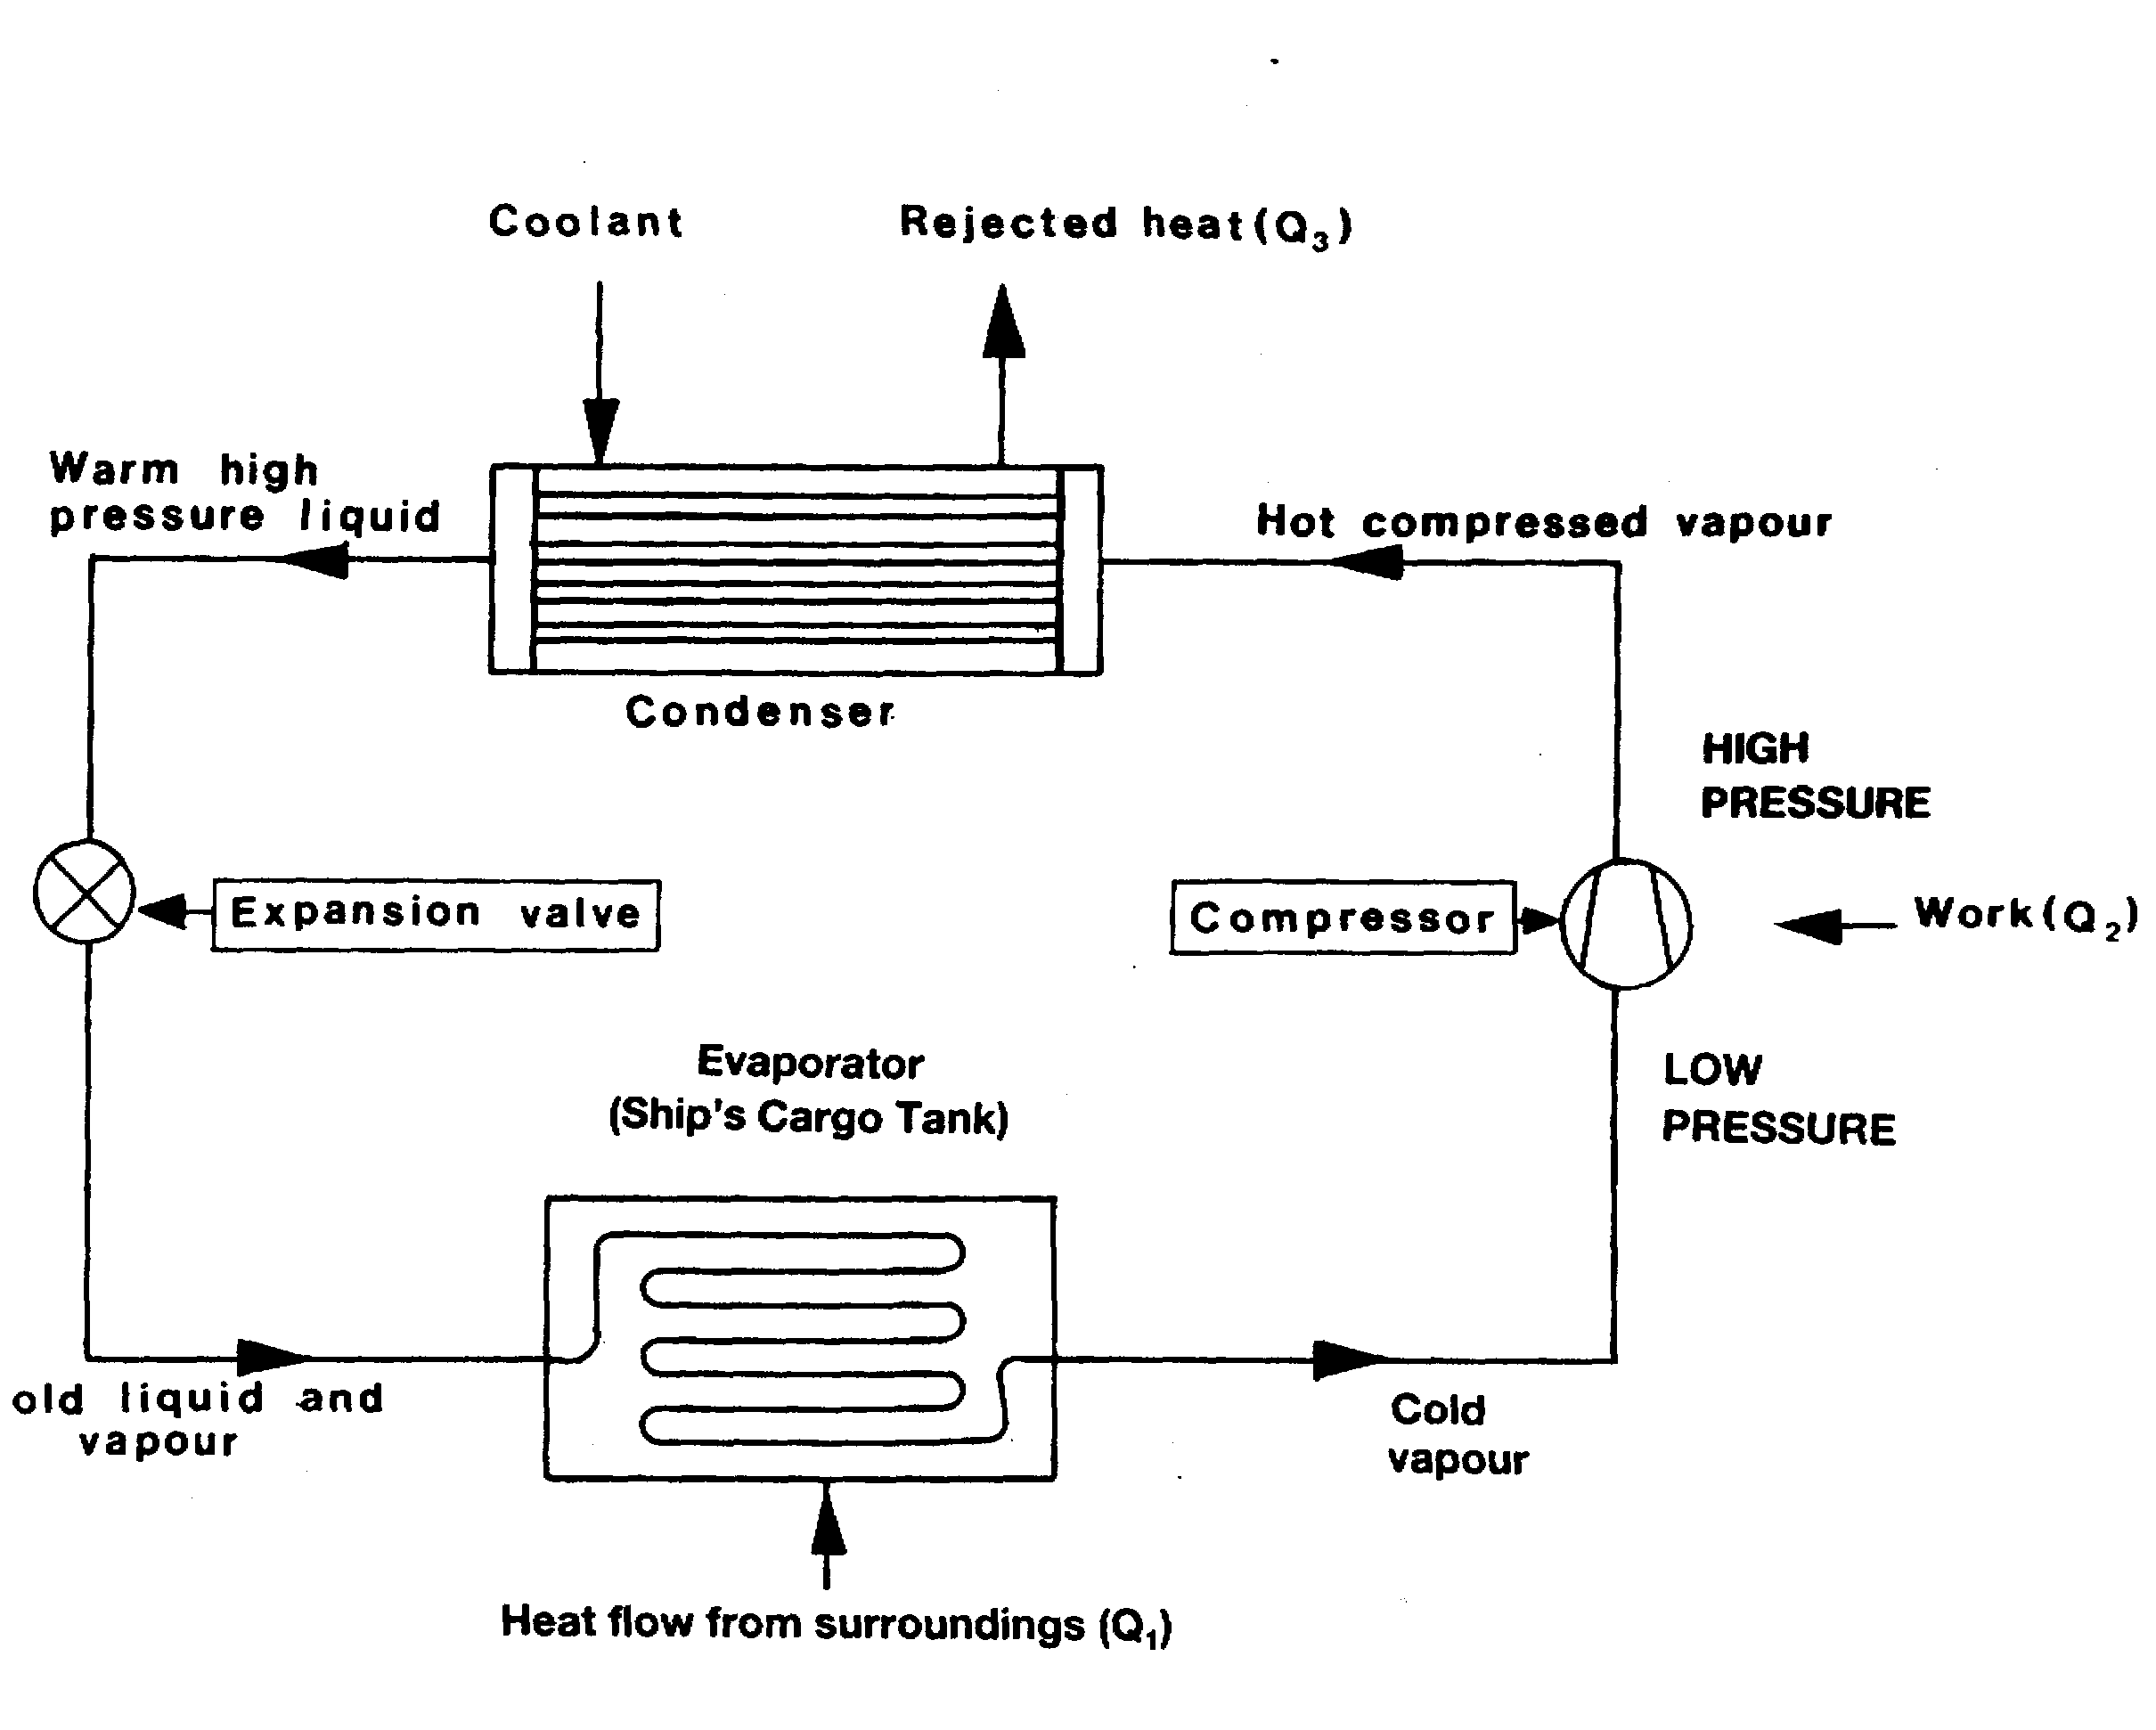 Coolant
Rejected heat(Q₃)
Warm high
pressure liquid
Hot compressed vapour
Condenser
HIGH
PRESSURE
Expansion valve
Compressor
Work(Q₂)
Evaporator
(Ship's Cargo Tank)
LOW
PRESSURE
old liquid and
vapour
Cold
vapour
Heat flow from surroundings (Q₁)